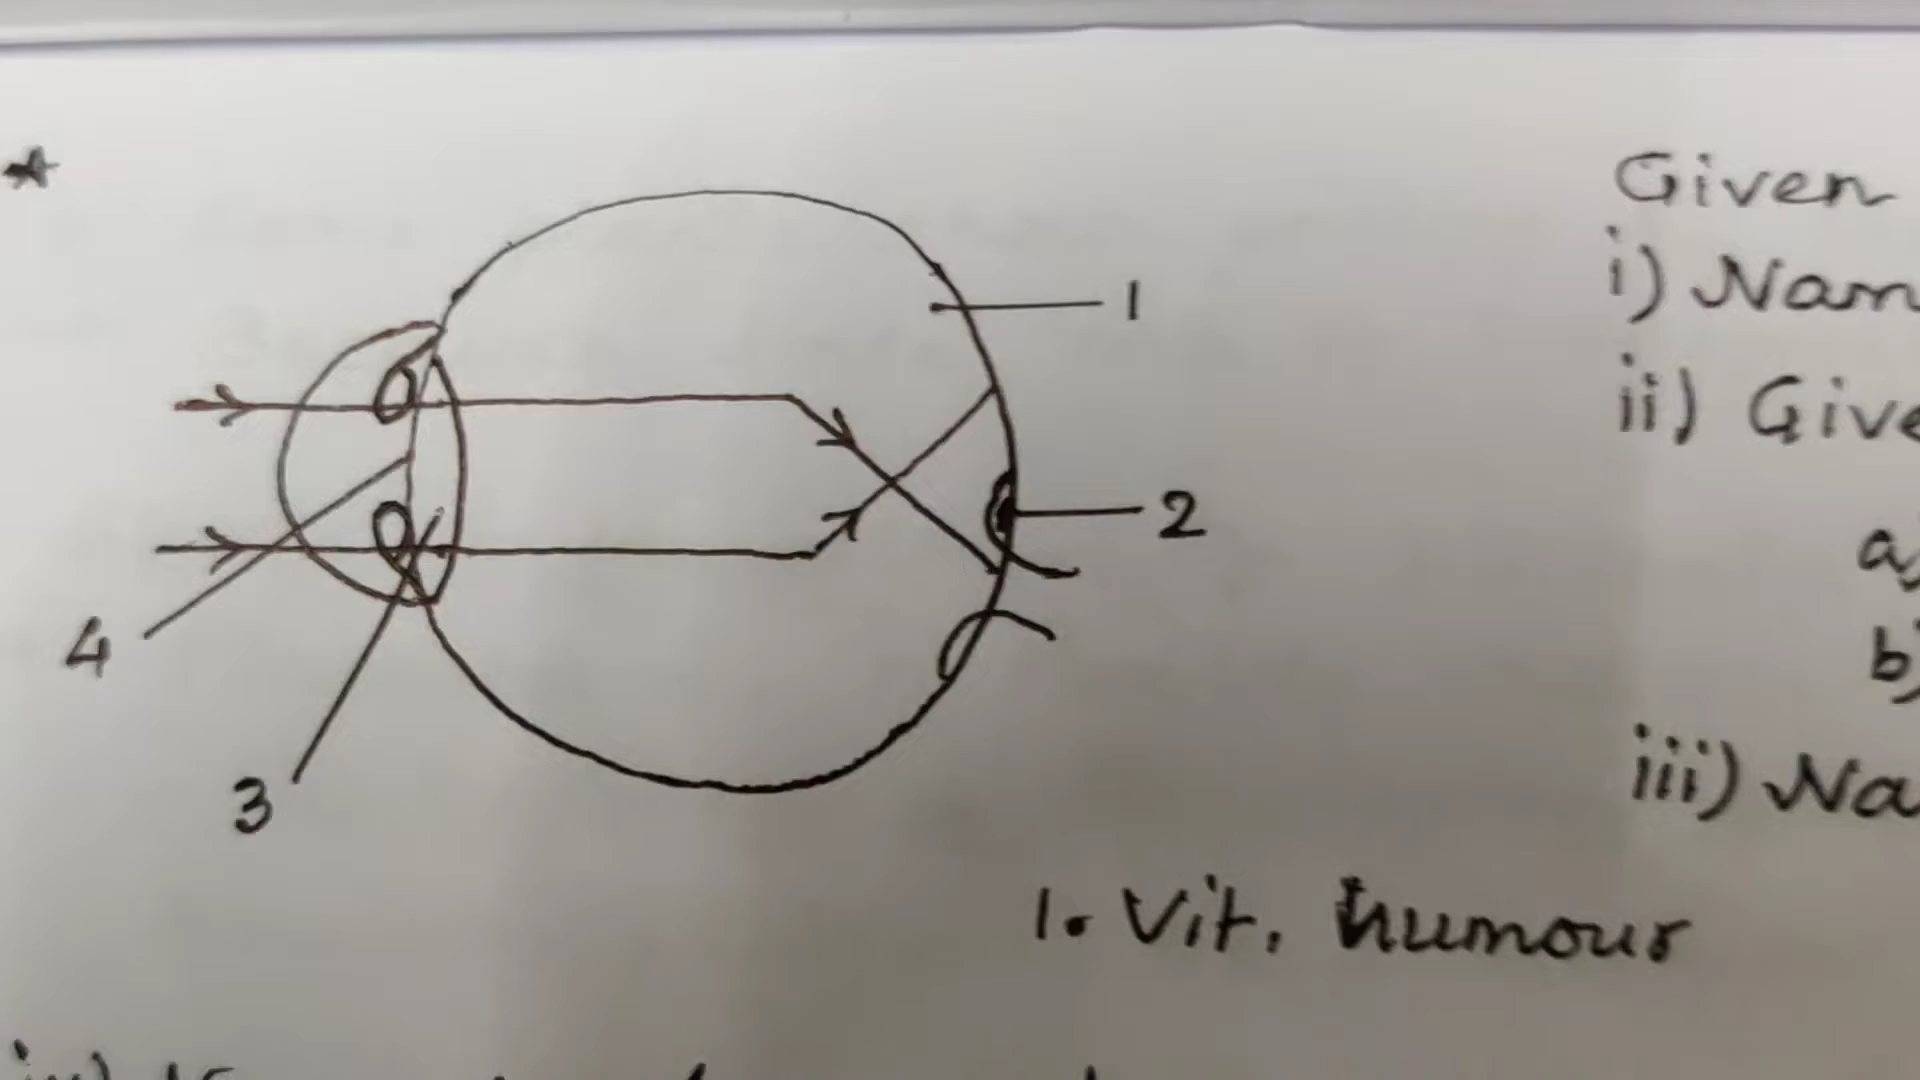 ★
Given
i) Nam
ii) Give
1
2
a)
b)
4
3
iii) Na
1. Vit. humour